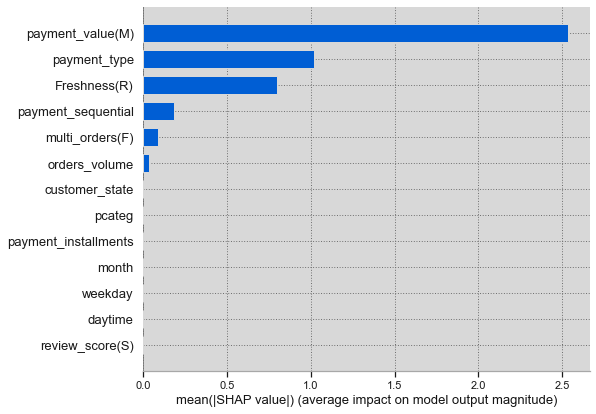 payment_value(M)
payment_type
Freshness(R)
payment_sequential
multi_orders(F)
orders_volume
customer_state
pcateg
payment_installments
month
weekday
daytime
review_score(S)
0.0 0.5 1.0 1.5 2.0 2.5
mean(|SHAP value|) (average impact on model output magnitude)